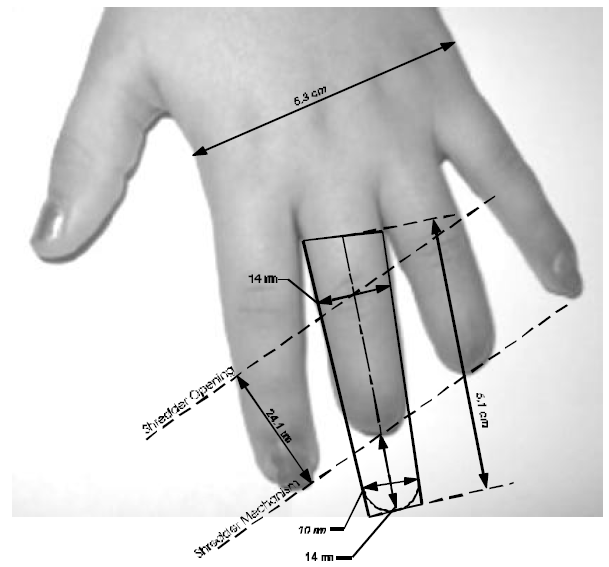 6.3 cm
14 mm
Shredder Opening
24.1 mm
5.1 cm
Shredder Mechanism
10 mm
14 mm